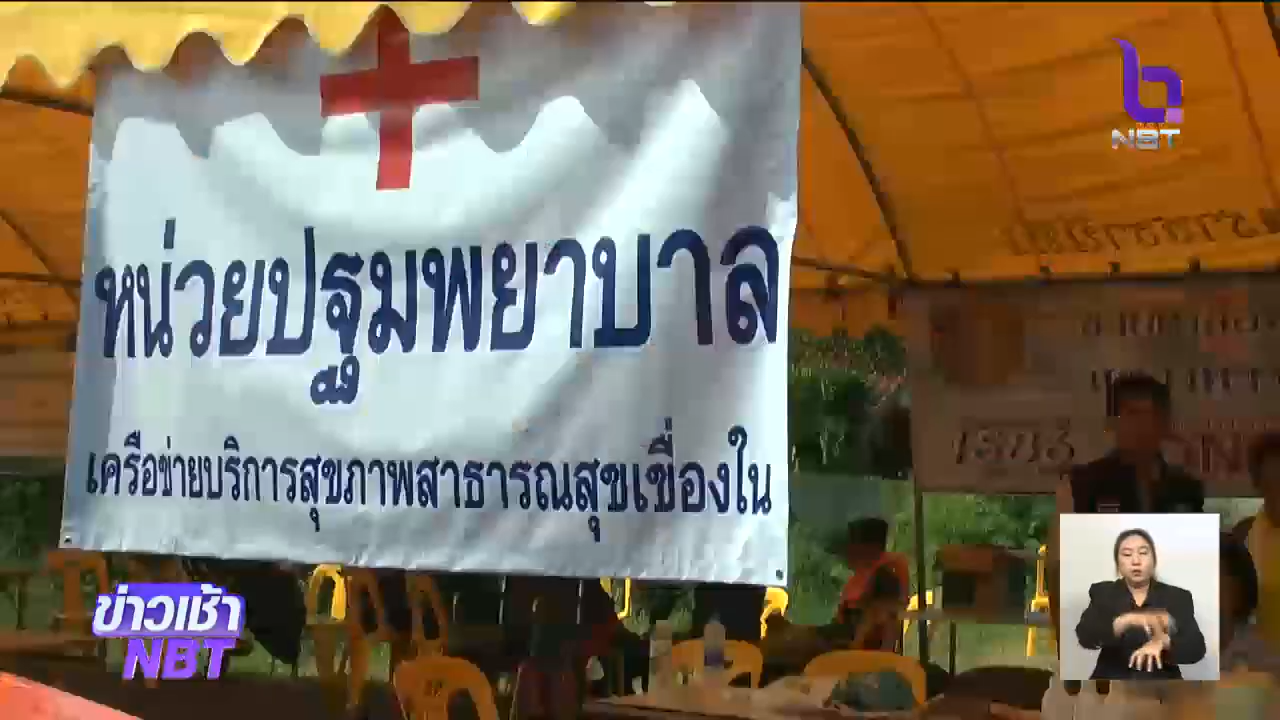 NBT
หน่วยปฐมพยาบาล
เครือข่ายบริการสุขภาพสาธารณสุขเขื่องใน
ข่าวเช้า
NBT
NBT